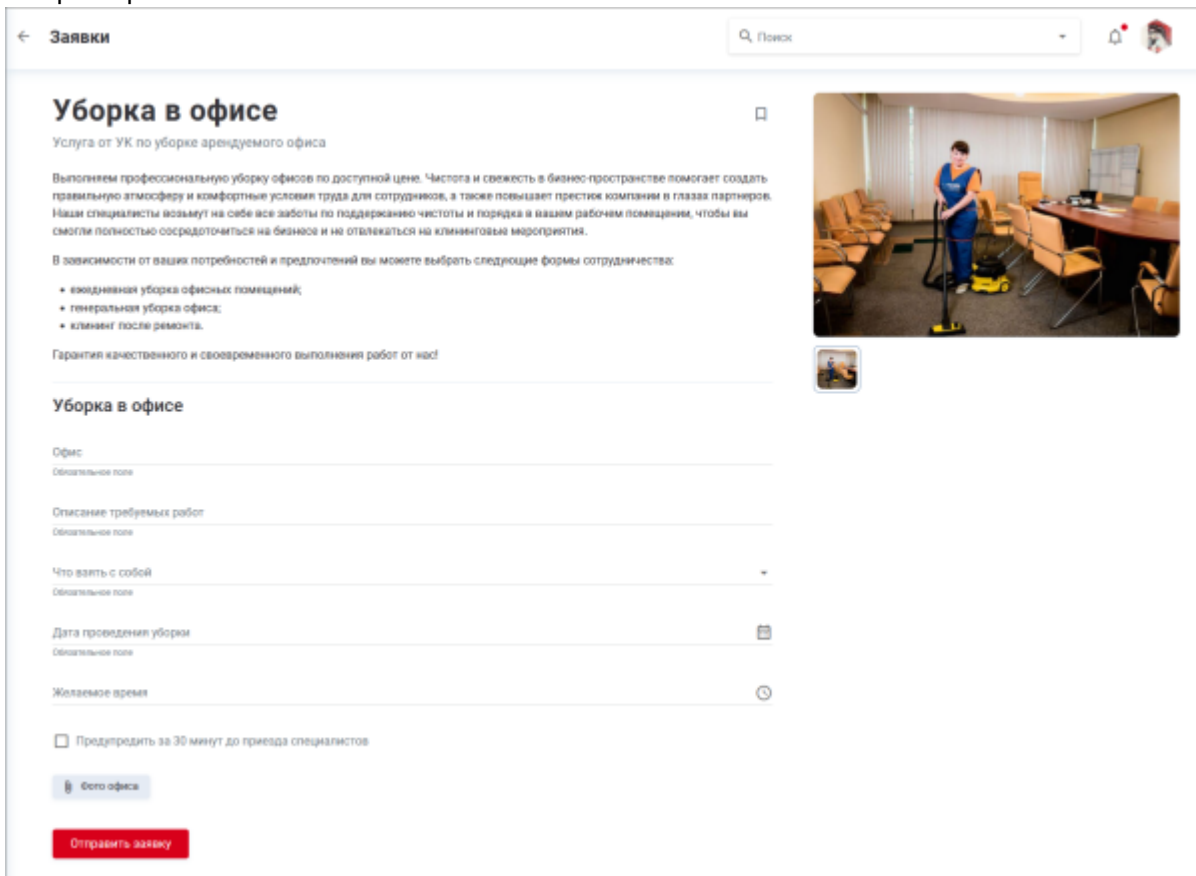 Заявки
Поиск
Уборка в офисе
Услуга от УК по уборке арендуемого офиса
Выполняем профессиональную уборку офисов по доступной цене. Чистота и свежесть в бизнес-пространстве помогает создать
правильную атмосферу и комфортные условия труда для сотрудников, а также повышает престиж компании в глазах партнеров.
Наши специалисты возьмут на себя все заботы по поддержанию чистоты и порядка в вашем рабочем помещении, чтобы вы
смогли полностью сосредоточиться на бизнесе и не отвлекаться на клининговые мероприятия.
В зависимости от ваших потребностей и предпочтений вы можете выбрать следующие формы сотрудничества:
• ежедневная уборка офисных помещений;
• генеральная уборка офиса;
• клининг после ремонта.
Гарантия качественного и своевременного выполнения работ от нас!
Уборка в офисе
Офис
Обязательное поле
Описание требуемых работ
Обязательное поле
Что взять с собой
Обязательное поле
Дата проведения уборки
Обязательное поле
Желаемое время
Предупредить за 30 минут до приезда специалистов
Фото офиса
Отправить заявку